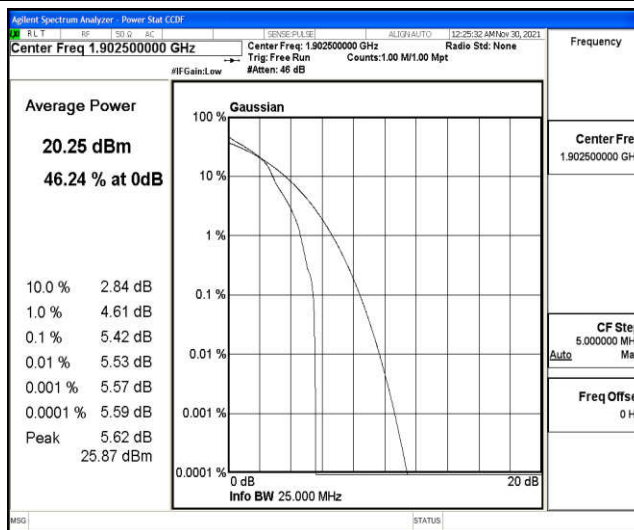 Agilent Spectrum Analyzer - Power Stat CCDF
RLT RF 50 Ω AC SENSE:PULSE ALIGN AUTO 12:25:32 AM Nov 30, 2021
Center Freq 1.902500000 GHz Center Freq: 1.902500000 GHz Radio Std: None
Trig: Free Run Counts:1.00 M/1.00 Mpt
#IFGain:Low #Atten: 46 dB
Frequency
Average Power
20.25 dBm
46.24 % at 0dB
10.0 % 2.84 dB
1.0 % 4.61 dB
0.1 % 5.42 dB
0.01 % 5.53 dB
0.001 % 5.57 dB
0.0001 % 5.59 dB
Peak 5.62 dB
25.87 dBm
Gaussian
100 %
10 %
1 %
0.1 %
0.01 %
0.001 %
0.0001 %
0 dB 20 dB
Info BW 25.000 MHz
Center Fre
1.902500000 GH
CF Ste
5.000000 MH
Auto Ma
Freq Offse
0 H
MSG STATUS